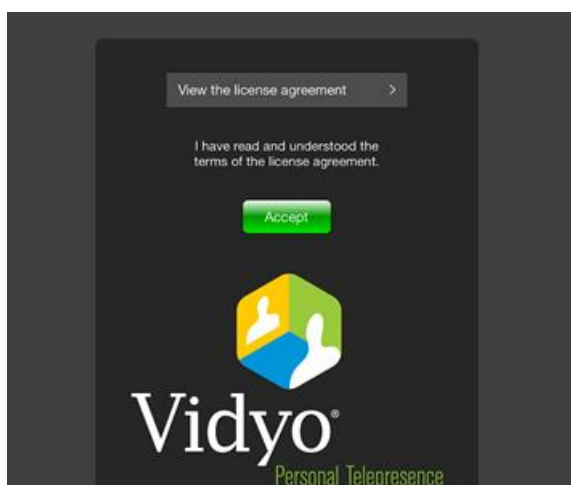 View the license agreement >
I have read and understood the
terms of the license agreement.
Accept
Vidyo®
Personal Telepresence